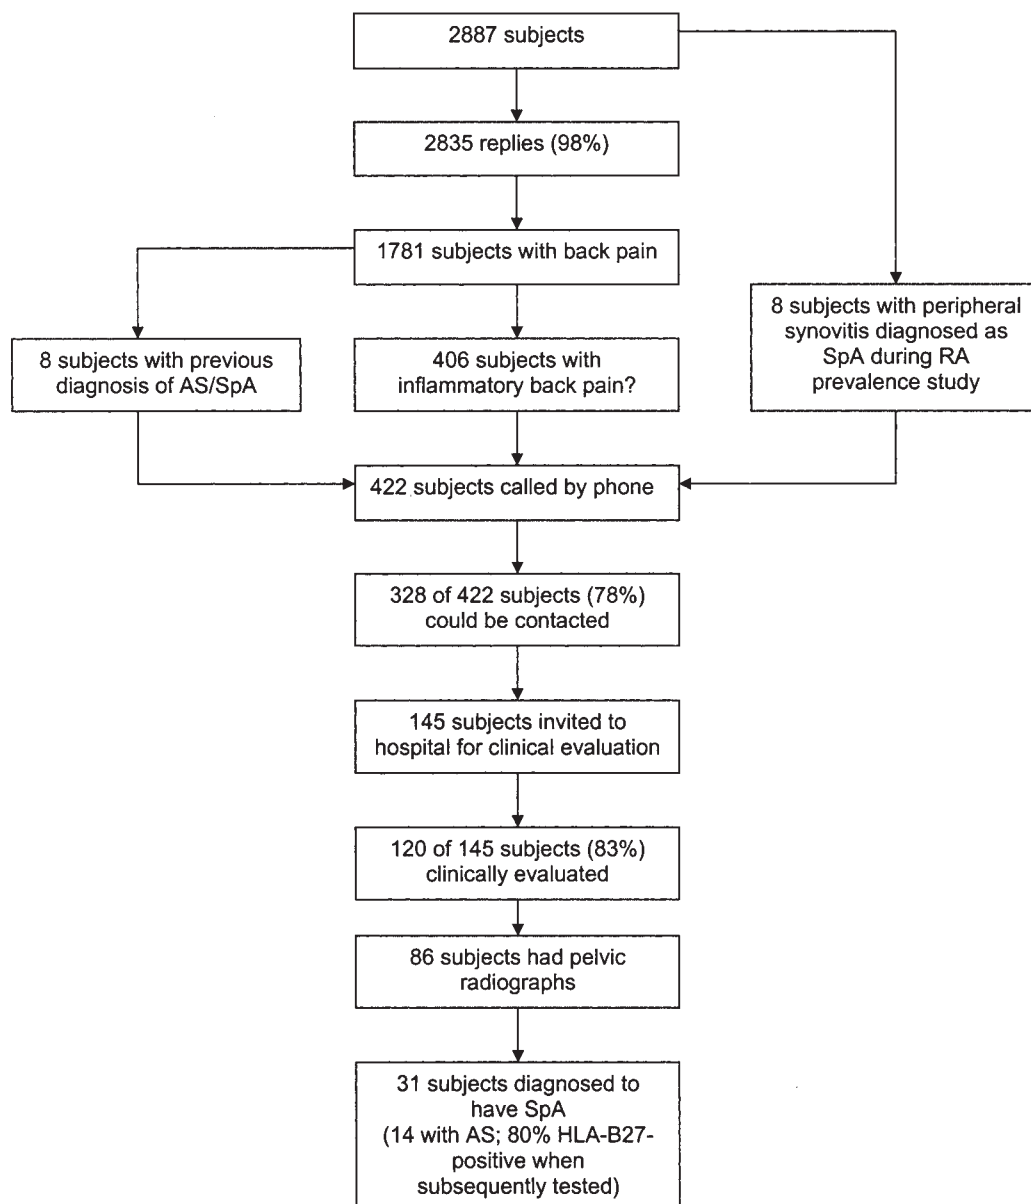 2887 subjects
2835 replies (98%)
1781 subjects with back pain
8 subjects with previous
diagnosis of AS/SpA
406 subjects with
inflammatory back pain?
8 subjects with peripheral
synovitis diagnosed as
SpA during RA
prevalence study
422 subjects called by phone
328 of 422 subjects (78%)
could be contacted
145 subjects invited to
hospital for clinical evaluation
120 of 145 subjects (83%)
clinically evaluated
86 subjects had pelvic
radiographs
31 subjects diagnosed to
have SpA
(14 with AS; 80% HLA-B27-
positive when
subsequently tested)